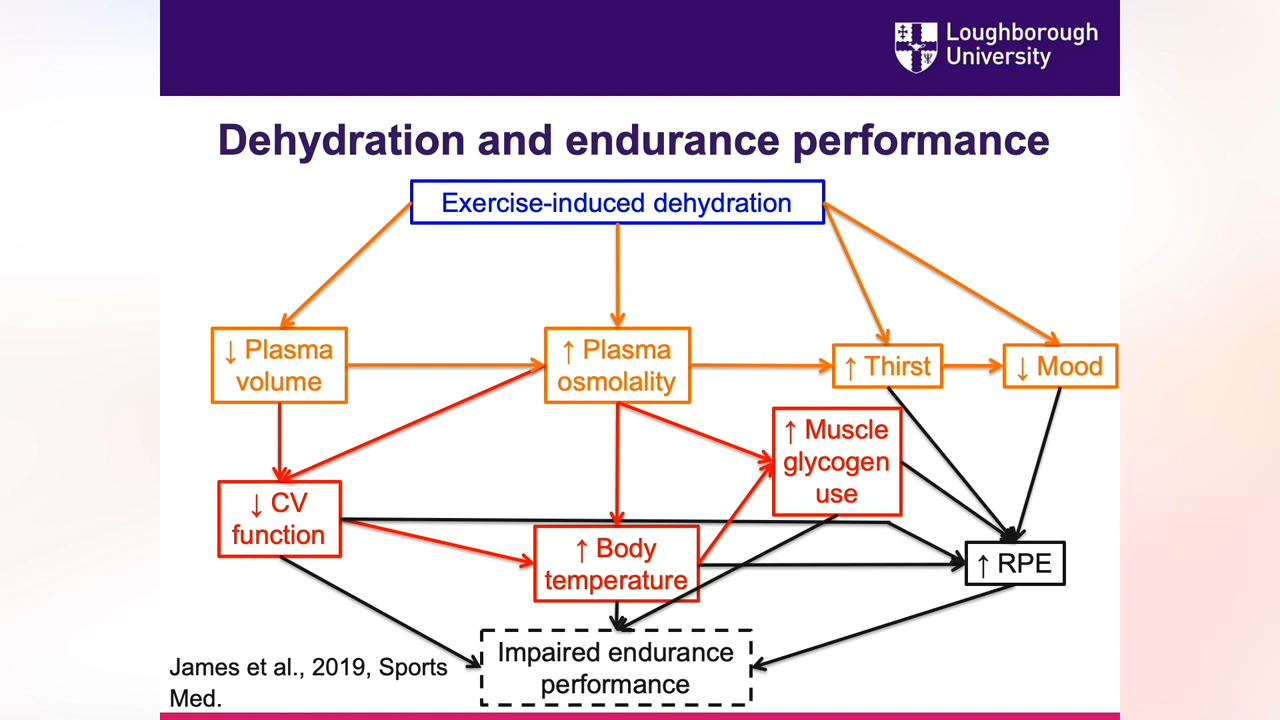 Loughborough
University
Dehydration and endurance performance
Exercise-induced dehydration
↓ Plasma
volume
↑ Plasma
osmolality
↑ Thirst
↓ Mood
↑ Muscle
glycogen
use
↓ CV
function
↑ Body
temperature
↑ RPE
Impaired endurance
performance
James et al., 2019, Sports
Med.